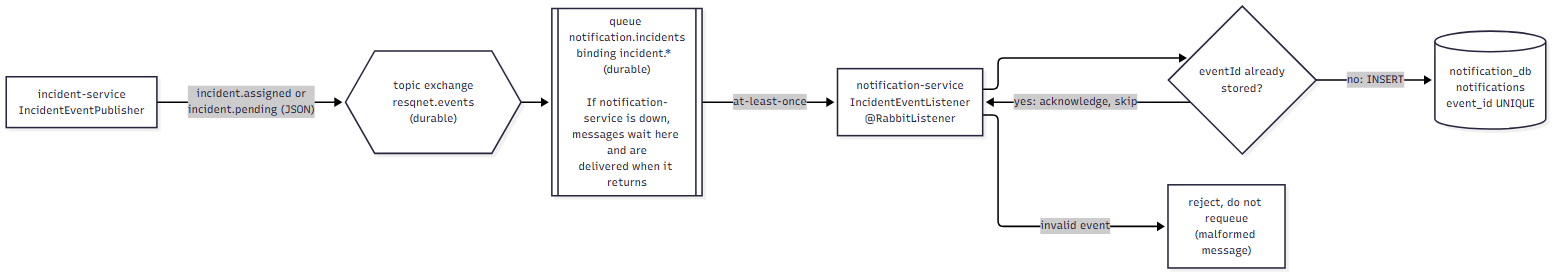 incident-service
IncidentEventPublisher
incident.assigned or
incident.pending (JSON)
topic exchange
resqnet.events
(durable)
queue
notification.incidents
binding incident.*
(durable)
If notification-
service is down,
messages wait here
and are
delivered when it
returns
at-least-once
notification-service
IncidentEventListener
@RabbitListener
eventId already
stored?
yes: acknowledge, skip
no: INSERT
notification_db
notifications
event_id UNIQUE
invalid event
reject, do not
requeue
(malformed
message)